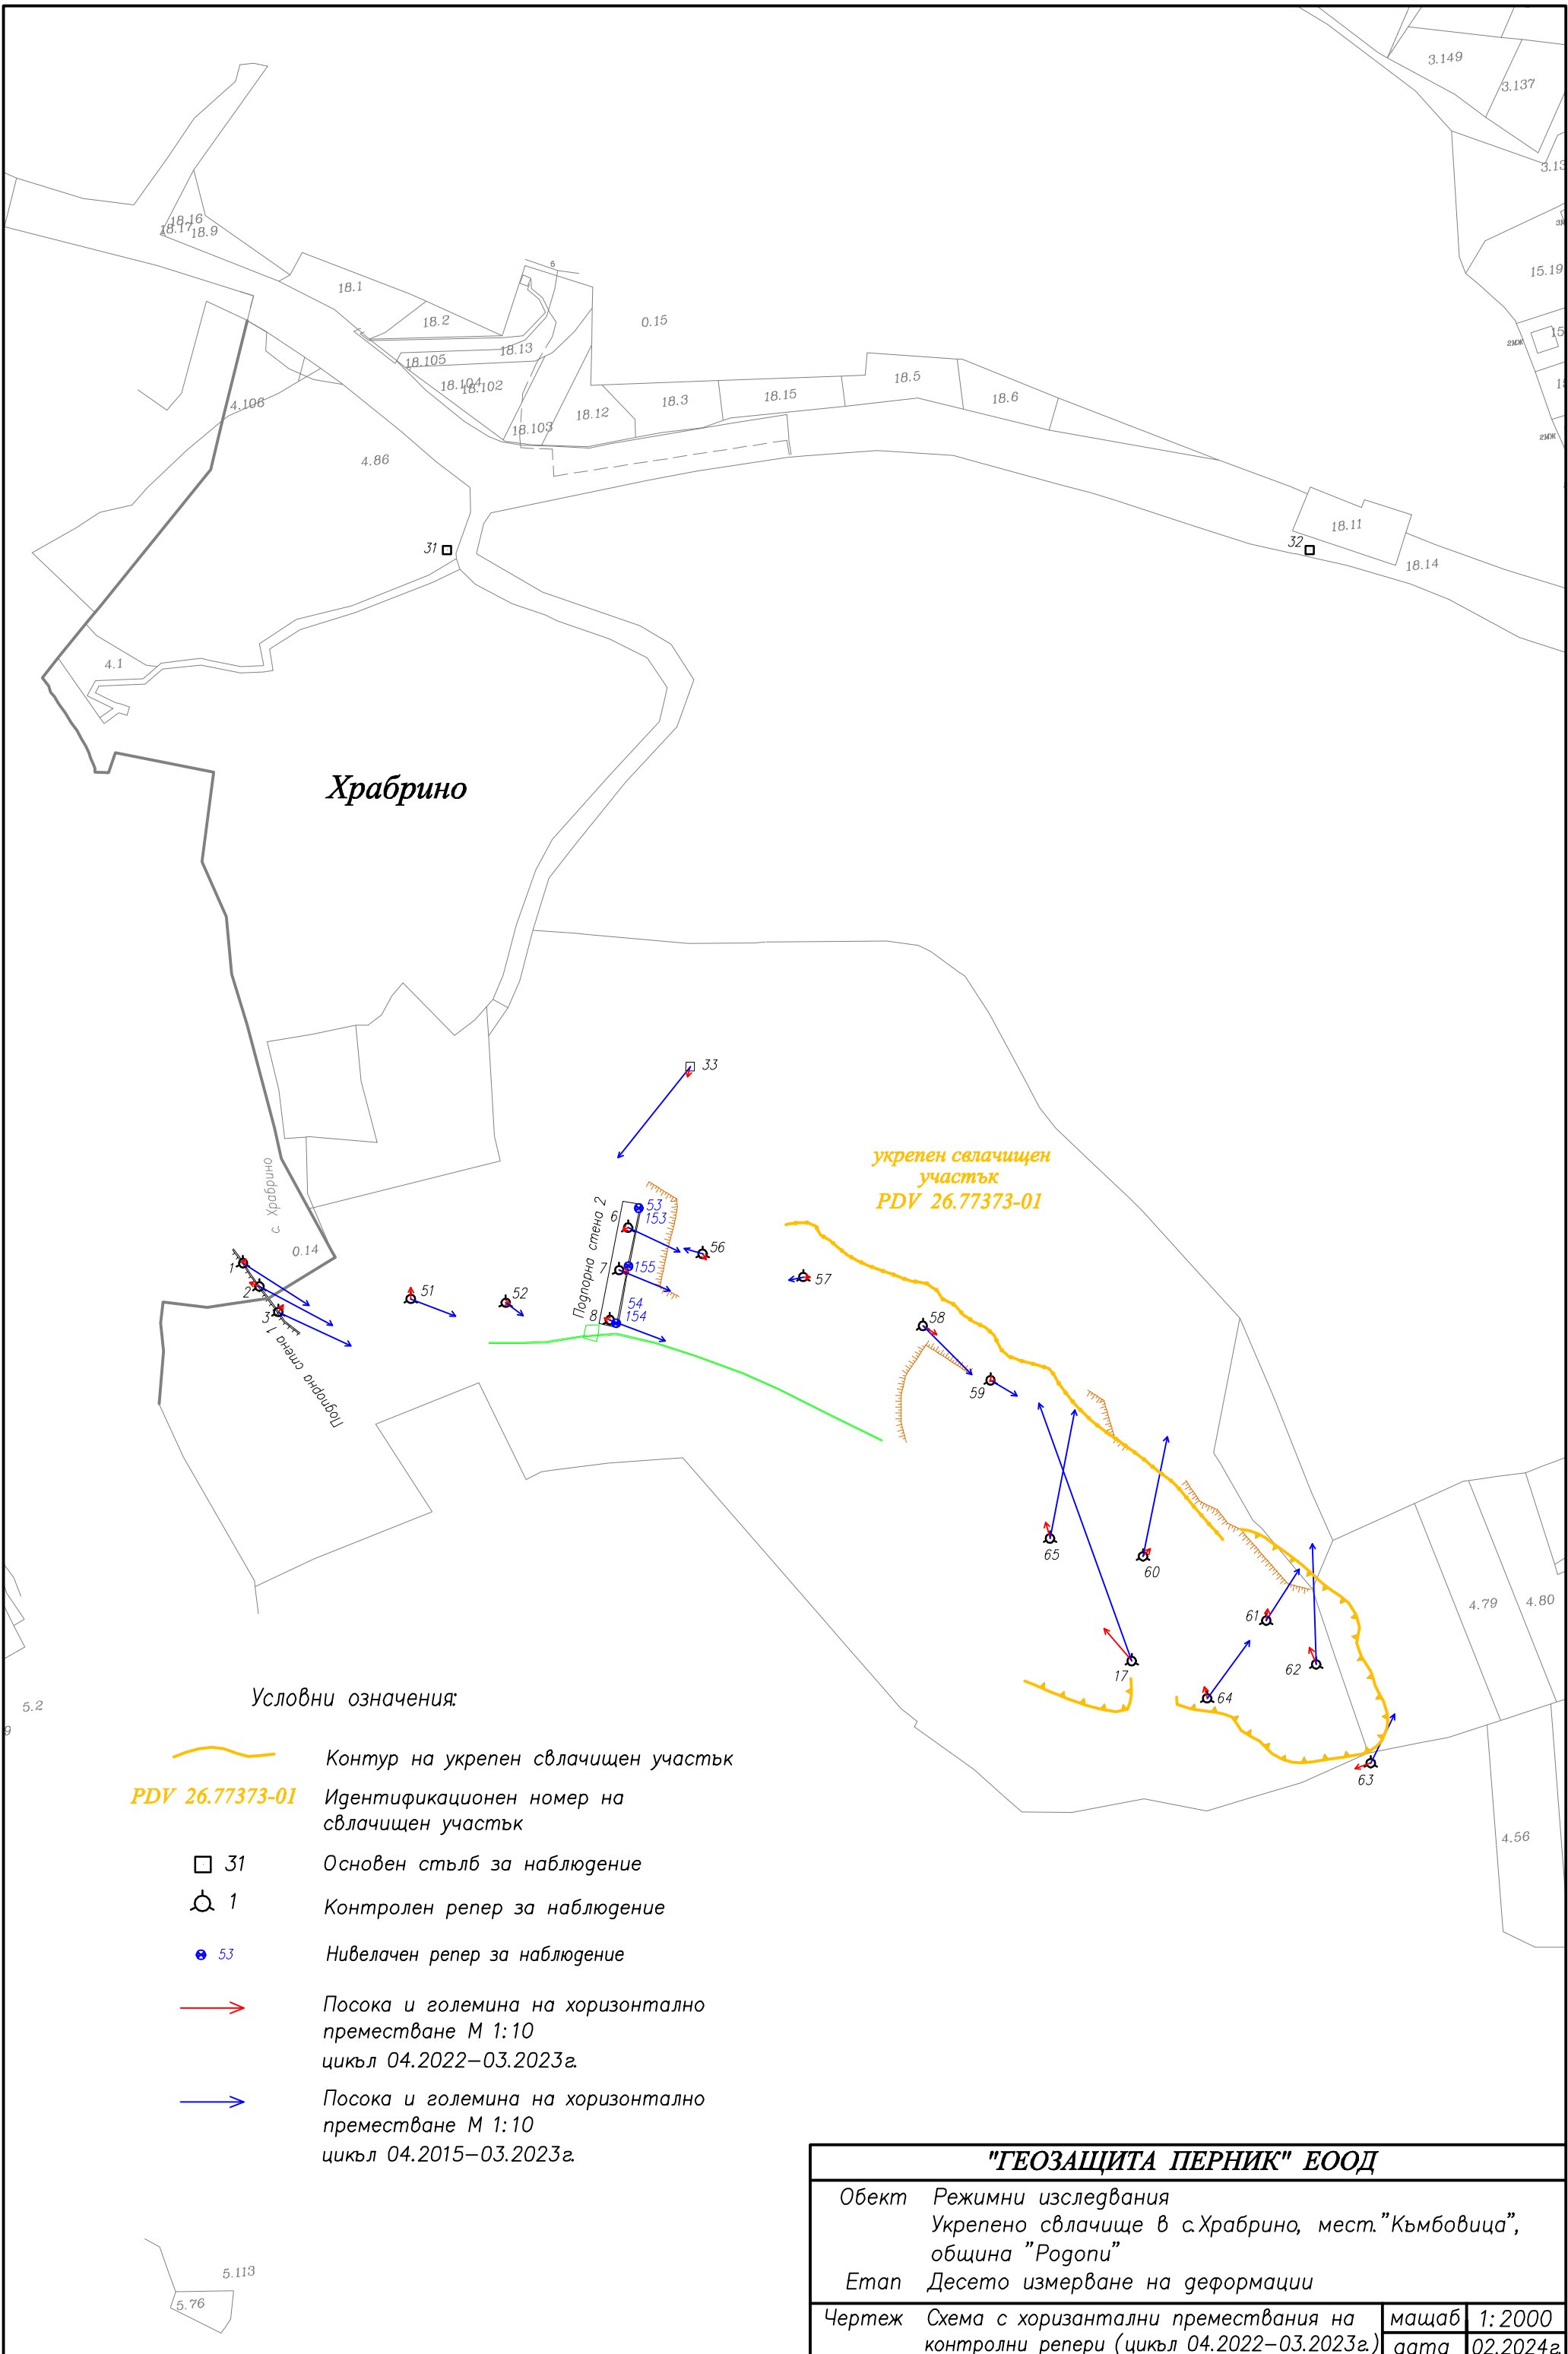 3.149
3.137
3.13
18.16
18.17
18.9
15.19
18.1
6
18.2
0.15
2МЖ
15
18.13
18.105
18.104
18.102
18.5
18.15
18.6
18.3
18.12
4.106
18.103
2МЖ
4.86
18.11
31
32
18.14
4.1
Храбрино
33
укрепен свлачищен
участък
PDV 26.77373-01
с. Храбрино
0.14
Подпорна стена 2
53
153
6
56
155
7
57
1
2
3
51
52
54
154
8
58
59
Подпорна стена 1
65
60
61
62
17
64
63
4.79
4.80
4.56
5.2
9
Условни означения:
Контур на укрепен свлачищен участък
PDV 26.77373-01 Идентификационен номер на
свлачищен участък
31 Основен стълб за наблюдение
1 Контролен репер за наблюдение
53 Нивелачен репер за наблюдение
Посока и големина на хоризонтално
преместване М 1:10
цикъл 04.2022–03.2023г.
Посока и големина на хоризонтално
преместване М 1:10
цикъл 04.2015–03.2023г.
5.113
5.76
"ГЕОЗАЩИТА ПЕРНИК" ЕООД
Обект Режимни изследвания
Укрепено свлачище в с.Храбрино, мест."Къмбовица",
община "Родопи"
Етап Десето измерване на деформации
Чертеж Схема с хоризантални премествания на мащаб 1:2000
контролни репери (цикъл 04.2022–03.2023г.) дата 02.2024г.